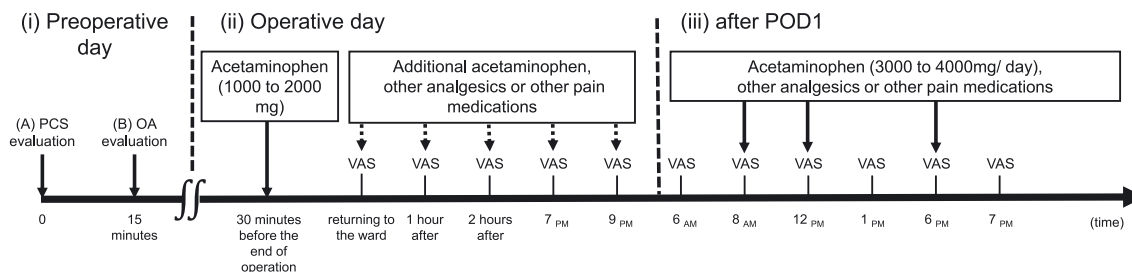 (i) Preoperative
day
(ii) Operative day
(iii) after POD1
Acetaminophen
(1000 to 2000
mg)
Additional acetaminophen,
other analgesics or other pain
medications
Acetaminophen (3000 to 4000mg/ day),
other analgesics or other pain medications
(A) PCS
evaluation
(B) OA
evaluation
VAS VAS VAS VAS VAS VAS VAS VAS VAS VAS VAS
0
15
minutes
30 minutes
before the
end of
operation
returning to
the ward
1 hour
after
2 hours
after
7 PM
9 PM
6 AM
8 AM
12 PM
1 PM
6 PM
7 PM
(time)